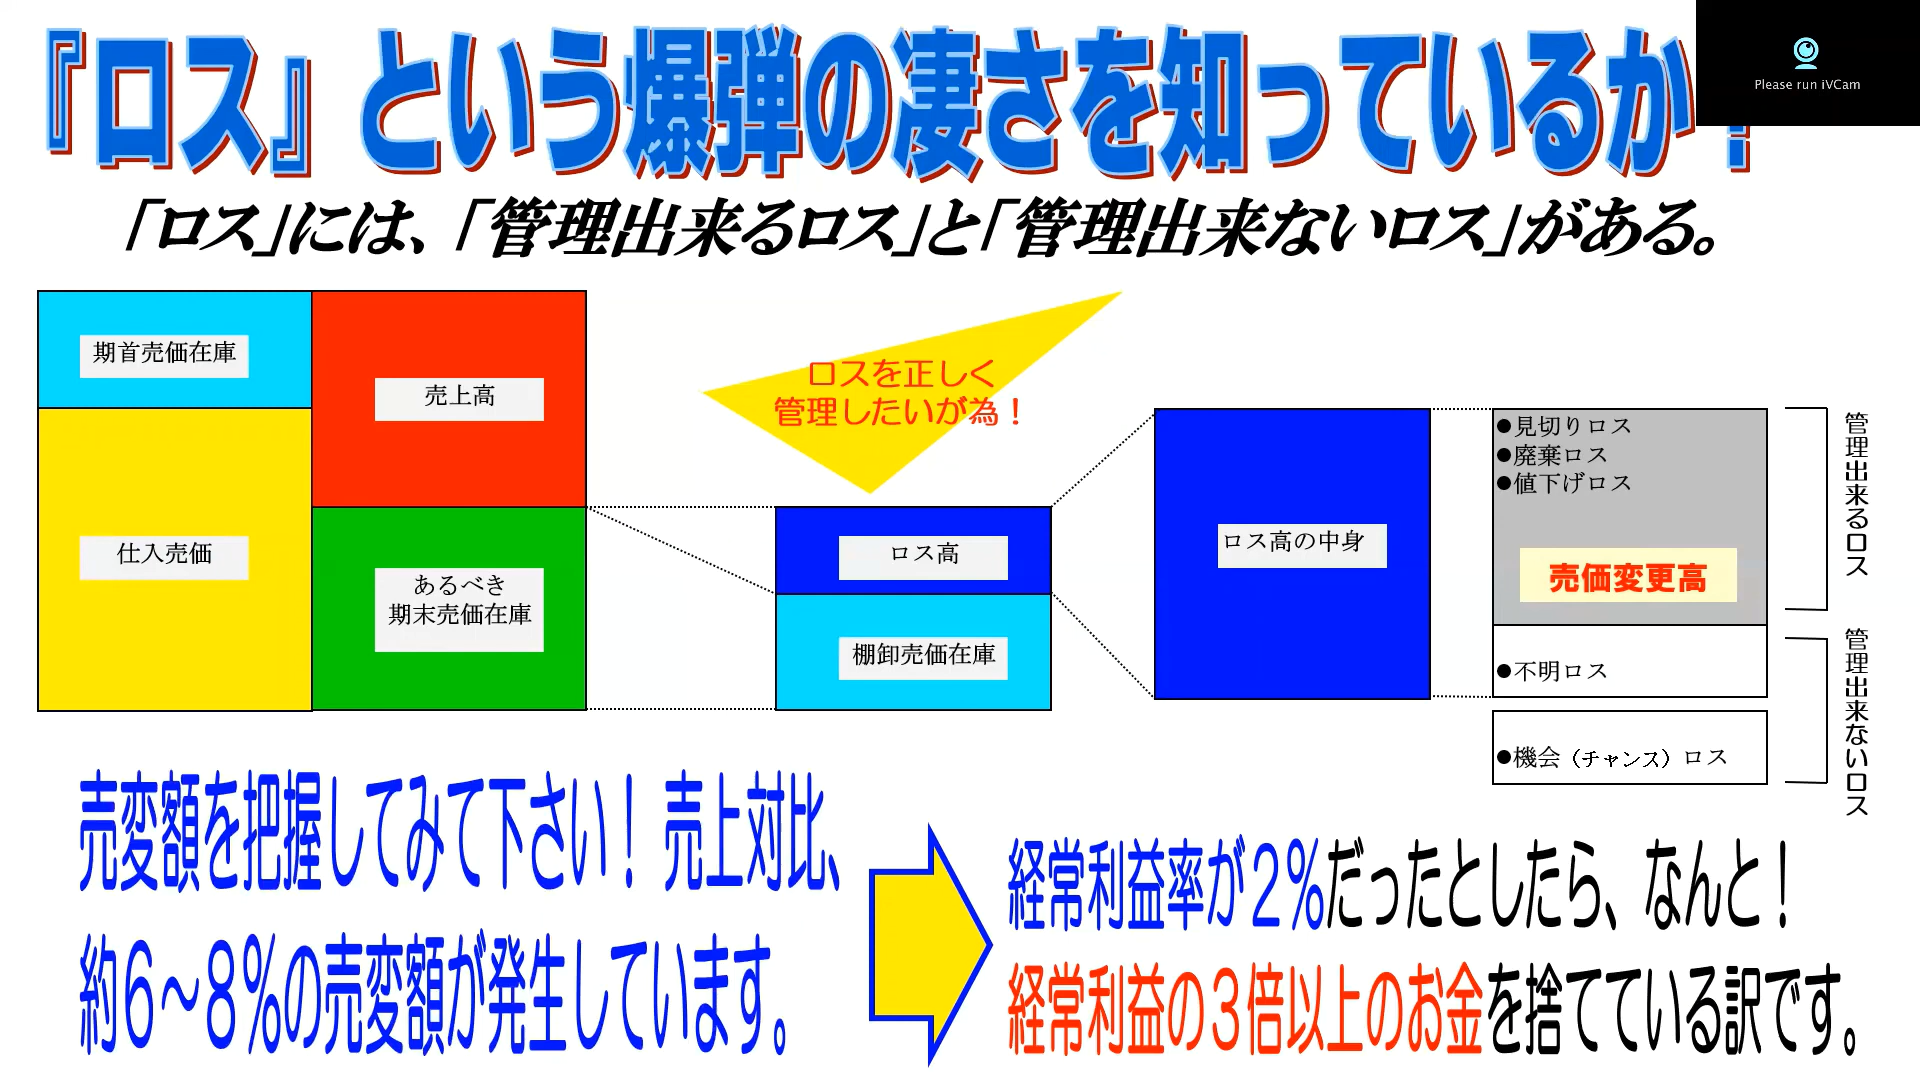 『ロス』という爆弾の凄さを知っているか！
Please run iVCam
「ロス」には、「管理出来るロス」と「管理出来ないロス」がある。
期首売価在庫
仕入売価
売上高
あるべき
期末売価在庫
ロスを正しく
管理したいが為！
ロス高
棚卸売価在庫
ロス高の中身
●見切りロス
●廃棄ロス
●値下げロス
売価変更高
●不明ロス
●機会（チャンス）ロス
管理出来るロス
管理出来ないロス
売変額を把握してみて下さい！売上対比、
約6～8%の売変額が発生しています。
経常利益率が２％だったとしたら、なんと！
経常利益の３倍以上のお金を捨てている訳です。